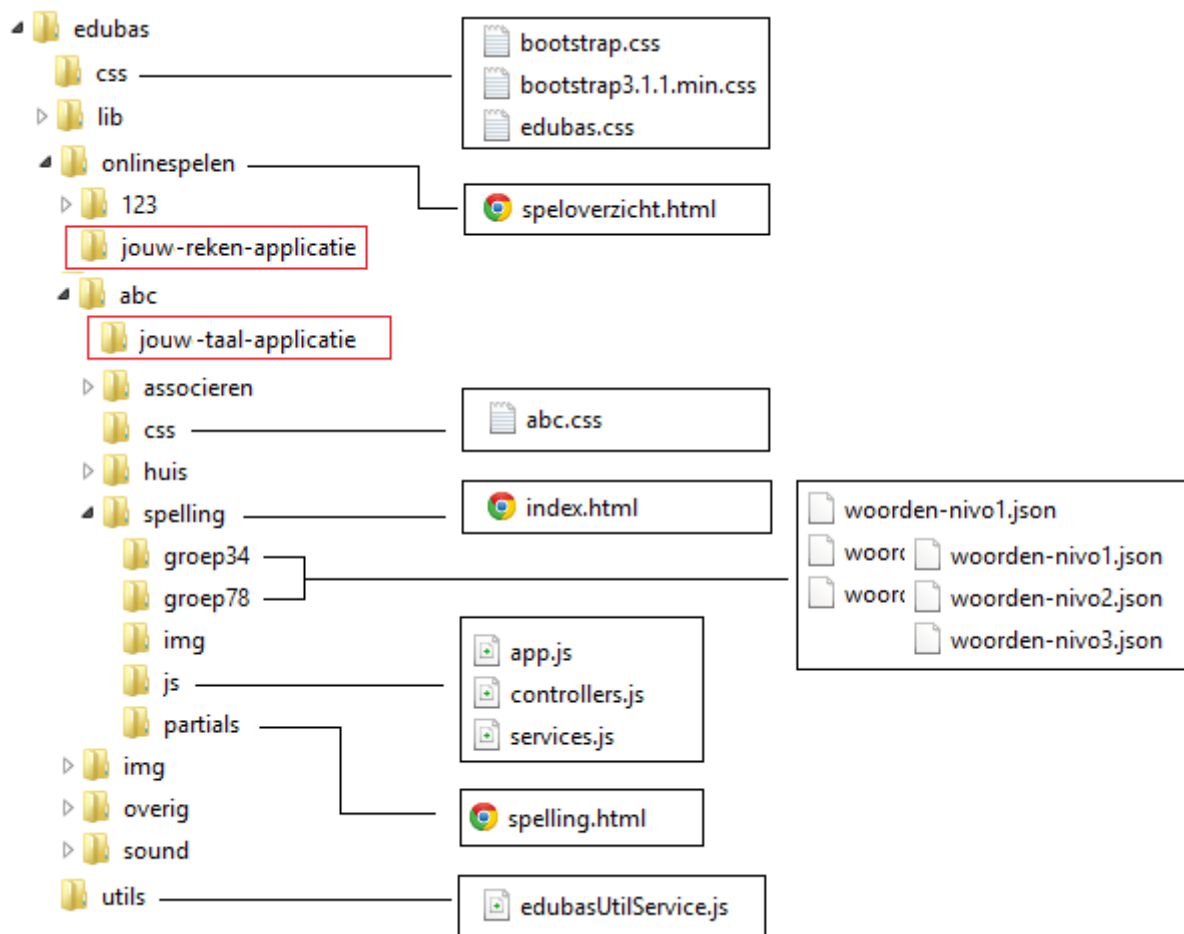 edubas
css
bootstrap.css
bootstrap3.1.1.min.css
edubas.css
lib
onlinespelen
speloverzicht.html
123
jouw-reken-applicatie
abc
jouw-taal-applicatie
associeren
css
abc.css
huis
spelling
index.html
groep34
groep78
woorden-nivo1.json
woorden-nivo1.json
woorden-nivo2.json
woorden-nivo3.json
img
js
app.js
controllers.js
services.js
partials
spelling.html
img
overig
sound
utils
edubasUtilService.js